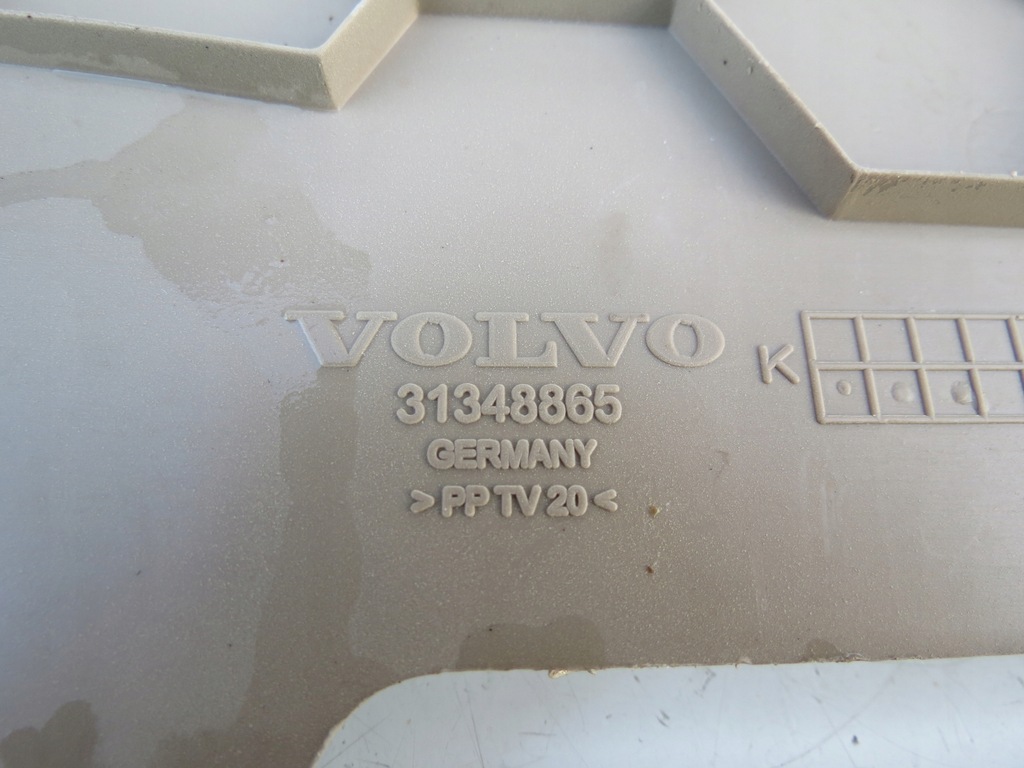 VOLVO
31348865
GERMANY
>PP TV 20<
K